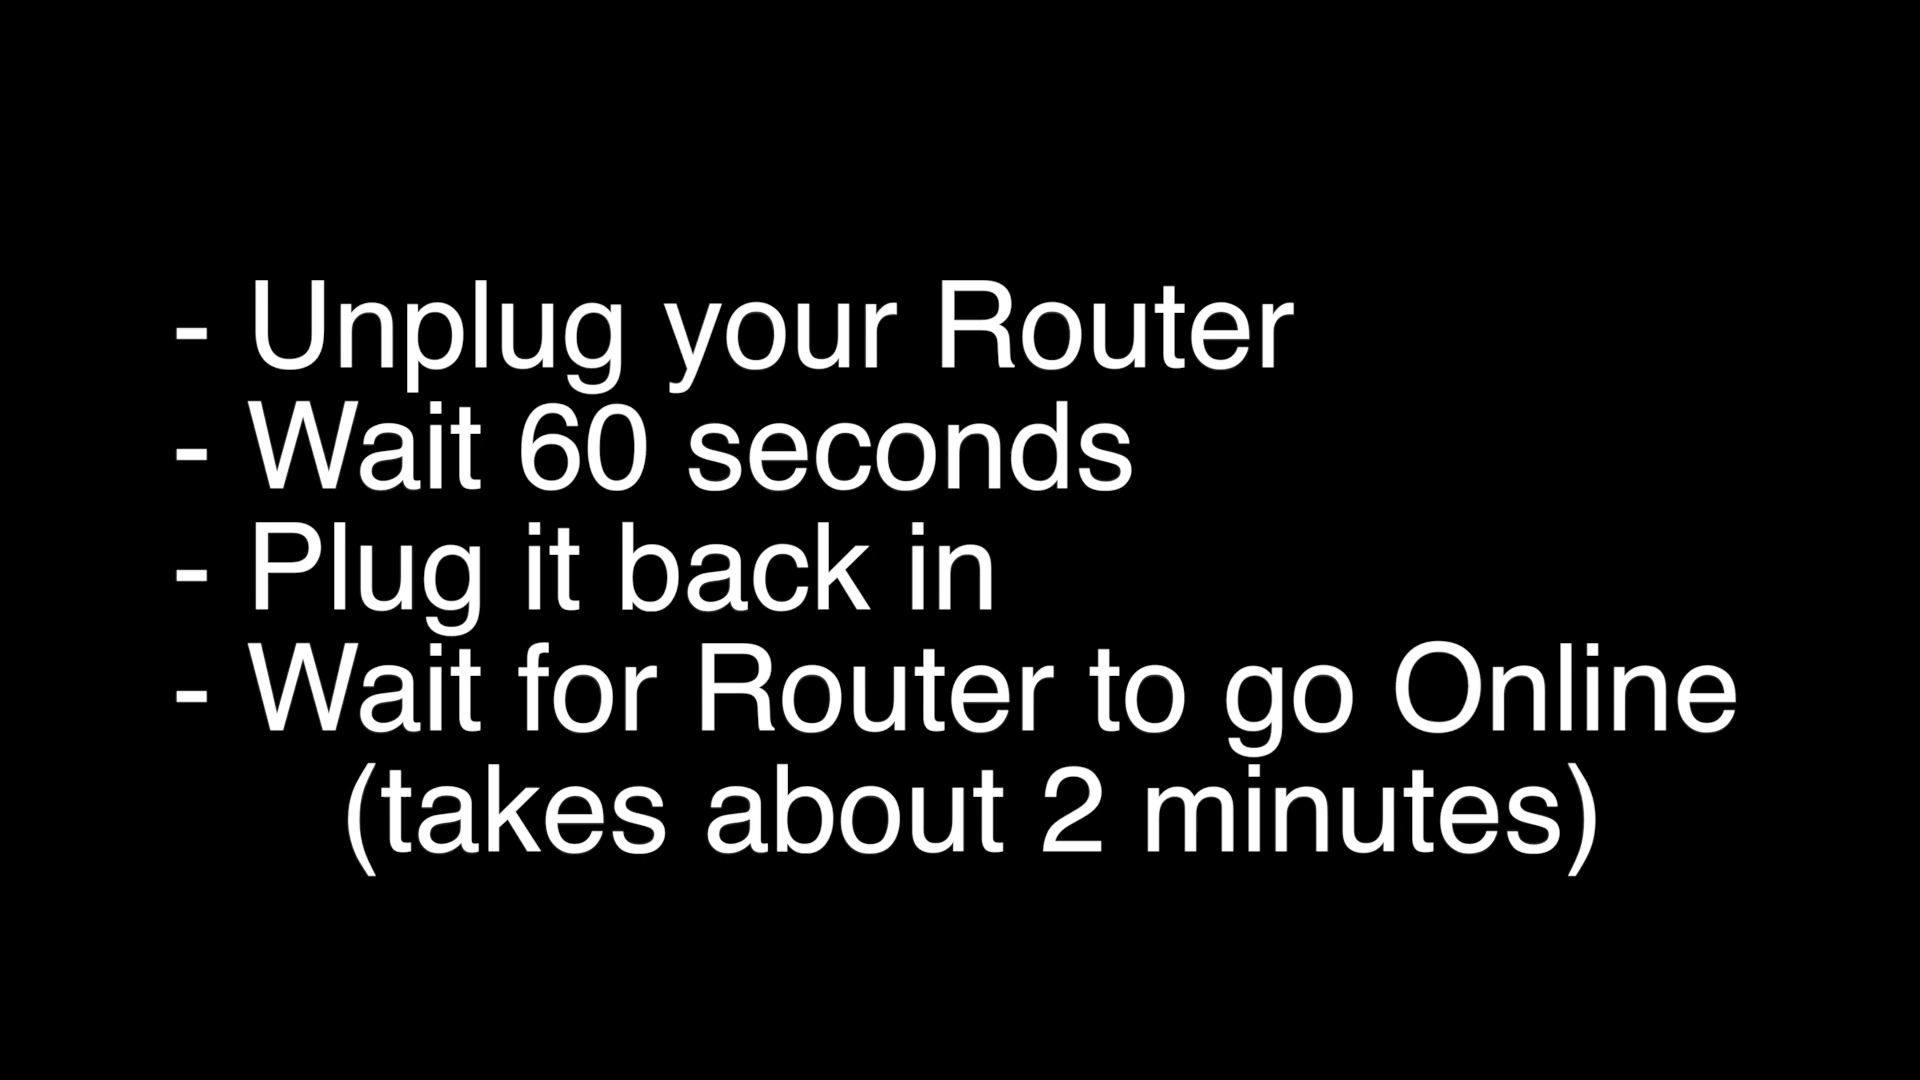 - Unplug your Router
- Wait 60 seconds
- Plug it back in
- Wait for Router to go Online
(takes about 2 minutes)